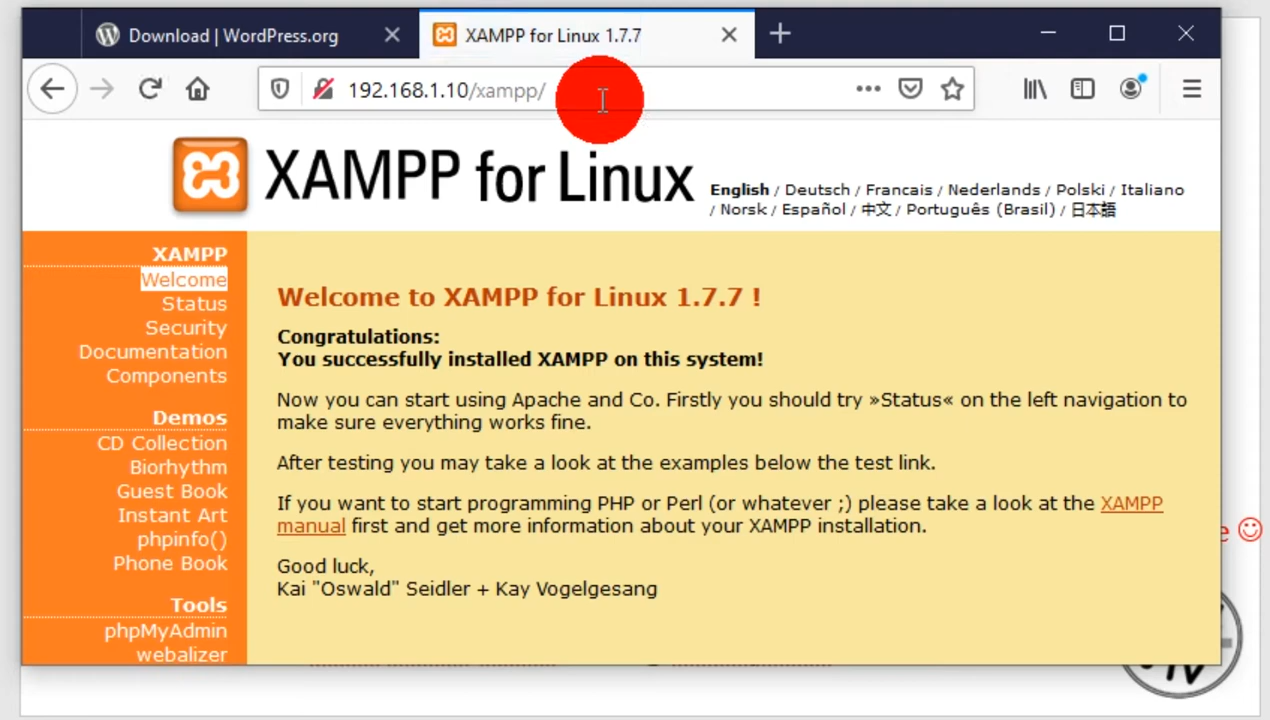 Download | WordPress.org
XAMPP for Linux 1.7.7
192.168.1.10/xampp/
XAMPP for Linux
English / Deutsch / Francais / Nederlands / Polski / Italiano
/ Norsk / Español / 中文 / Português (Brasil) / 日本語
XAMPP
Welcome
Status
Security
Documentation
Components
Demos
CD Collection
Biorhythm
Guest Book
Instant Art
phpinfo()
Phone Book
Tools
phpMyAdmin
webalizer
Welcome to XAMPP for Linux 1.7.7 !
Congratulations:
You successfully installed XAMPP on this system!
Now you can start using Apache and Co. Firstly you should try »Status« on the left navigation to
make sure everything works fine.
After testing you may take a look at the examples below the test link.
If you want to start programming PHP or Perl (or whatever ;) please take a look at the XAMPP
manual first and get more information about your XAMPP installation.
Good luck,
Kai "Oswald" Seidler + Kay Vogelgesang